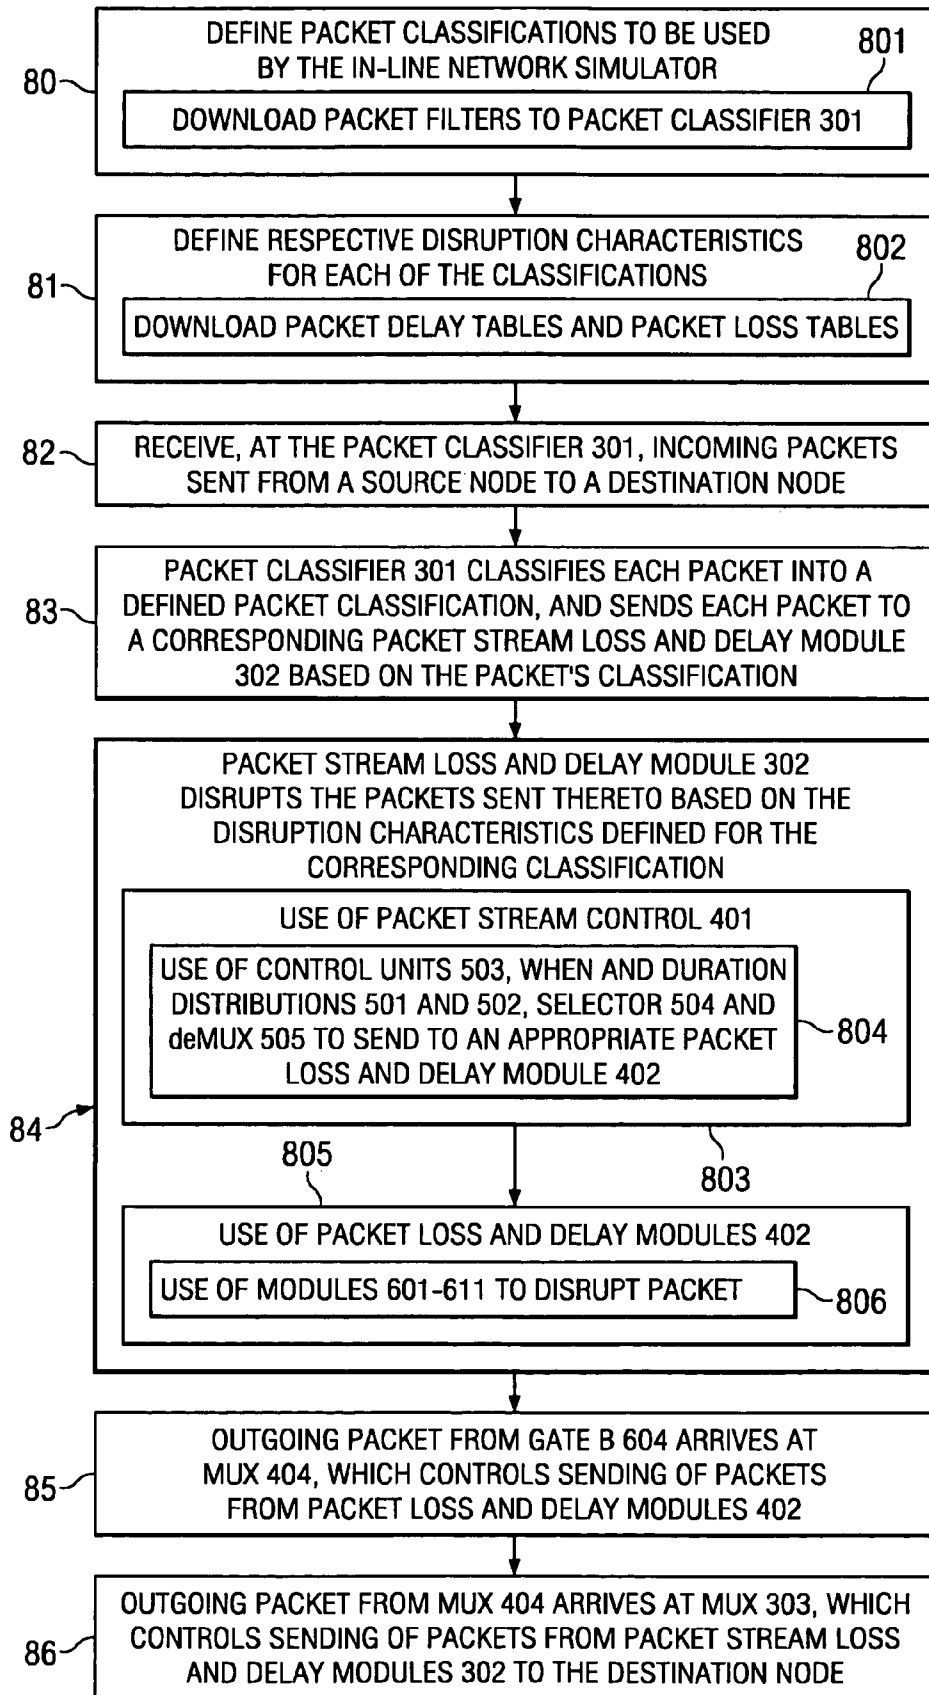 DEFINE PACKET CLASSIFICATIONS TO BE USED
BY THE IN-LINE NETWORK SIMULATOR
801
80
DOWNLOAD PACKET FILTERS TO PACKET CLASSIFIER 301
DEFINE RESPECTIVE DISRUPTION CHARACTERISTICS
FOR EACH OF THE CLASSIFICATIONS
802
81
DOWNLOAD PACKET DELAY TABLES AND PACKET LOSS TABLES
82
RECEIVE, AT THE PACKET CLASSIFIER 301, INCOMING PACKETS
SENT FROM A SOURCE NODE TO A DESTINATION NODE
83
PACKET CLASSIFIER 301 CLASSIFIES EACH PACKET INTO A
DEFINED PACKET CLASSIFICATION, AND SENDS EACH PACKET TO
A CORRESPONDING PACKET STREAM LOSS AND DELAY MODULE
302 BASED ON THE PACKET'S CLASSIFICATION
PACKET STREAM LOSS AND DELAY MODULE 302
DISRUPTS THE PACKETS SENT THERETO BASED ON THE
DISRUPTION CHARACTERISTICS DEFINED FOR THE
CORRESPONDING CLASSIFICATION
USE OF PACKET STREAM CONTROL 401
USE OF CONTROL UNITS 503, WHEN AND DURATION
DISTRIBUTIONS 501 AND 502, SELECTOR 504 AND
deMUX 505 TO SEND TO AN APPROPRIATE PACKET
LOSS AND DELAY MODULE 402
804
84
805
803
USE OF PACKET LOSS AND DELAY MODULES 402
USE OF MODULES 601-611 TO DISRUPT PACKET
806
85
OUTGOING PACKET FROM GATE B 604 ARRIVES AT
MUX 404, WHICH CONTROLS SENDING OF PACKETS
FROM PACKET LOSS AND DELAY MODULES 402
86
OUTGOING PACKET FROM MUX 404 ARRIVES AT MUX 303, WHICH
CONTROLS SENDING OF PACKETS FROM PACKET STREAM LOSS
AND DELAY MODULES 302 TO THE DESTINATION NODE